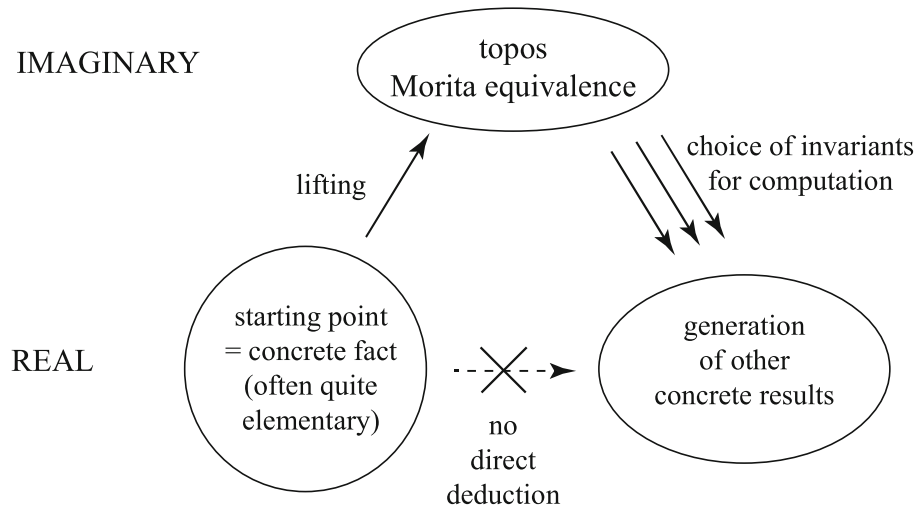 IMAGINARY
topos
Morita equivalence
lifting
choice of invariants
for computation
REAL
starting point
= concrete fact
(often quite
elementary)
no
direct
deduction
generation
of other
concrete results